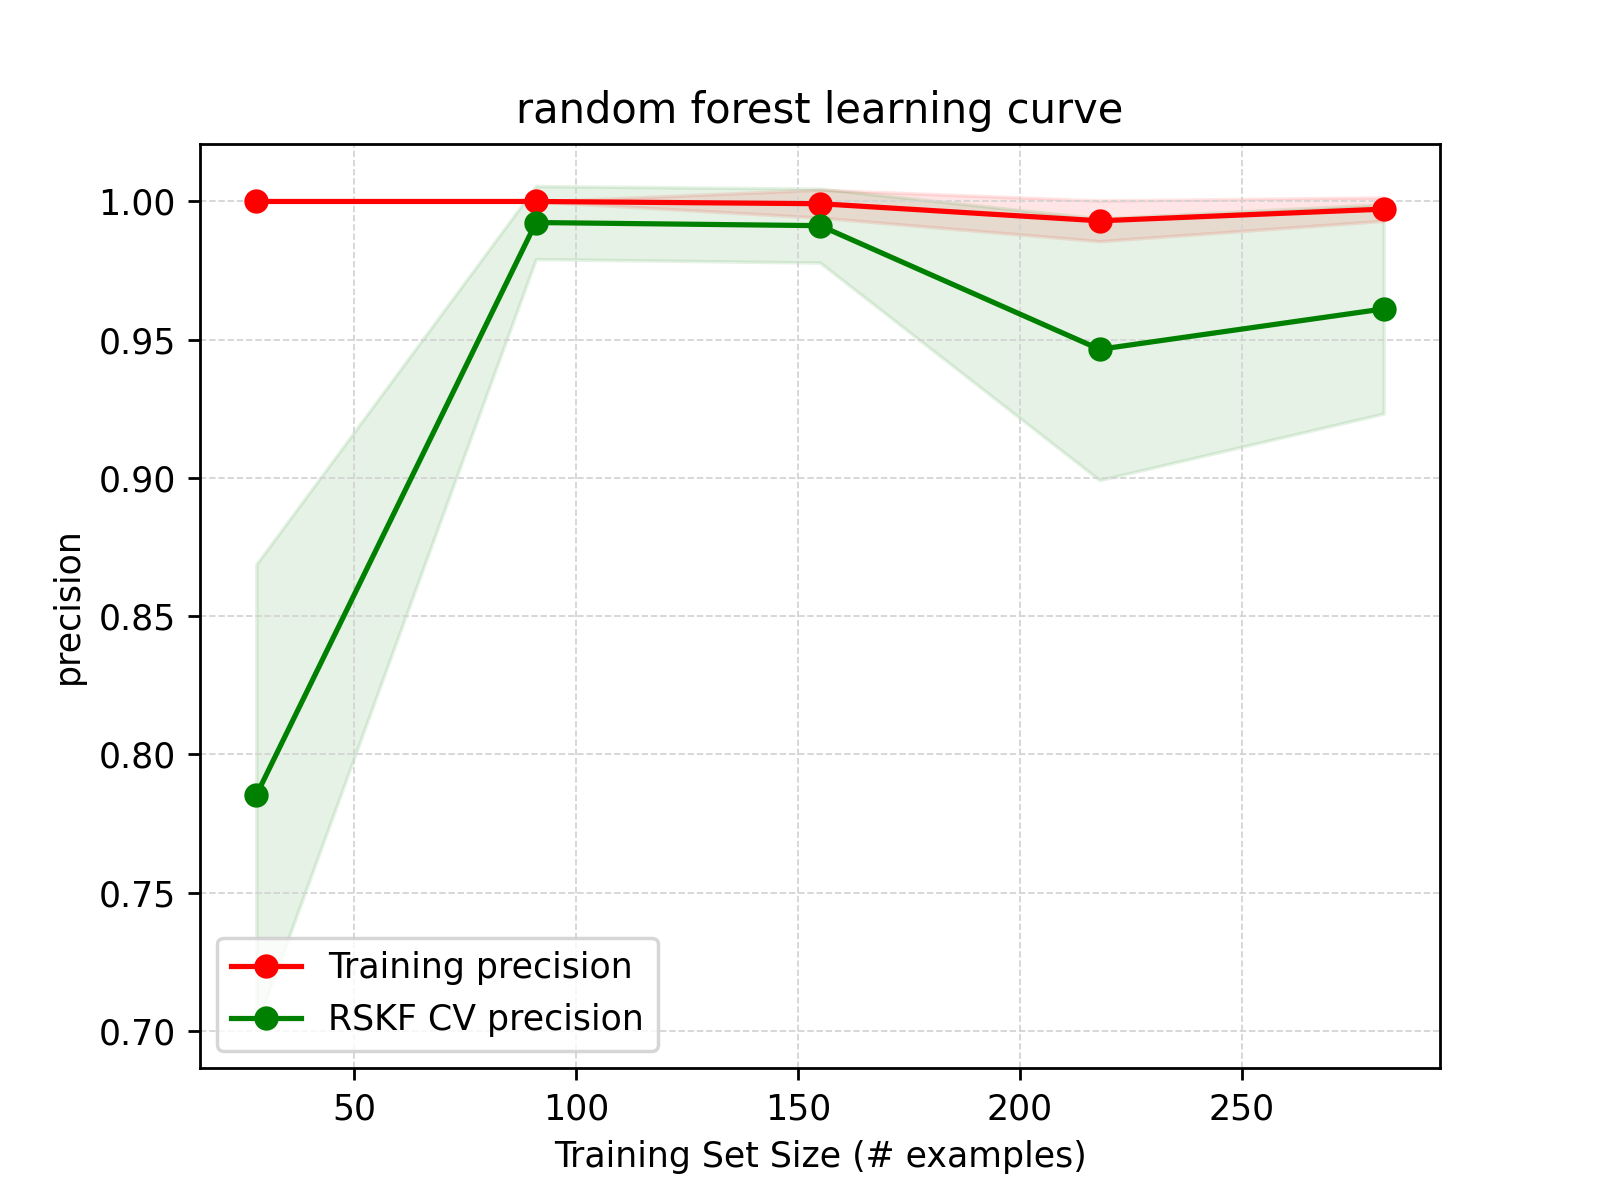 random forest learning curve
1.00
0.95
0.90
0.85
0.80
0.75
0.70
precision
Training precision
RSKF CV precision
50 100 150 200 250
Training Set Size (# examples)